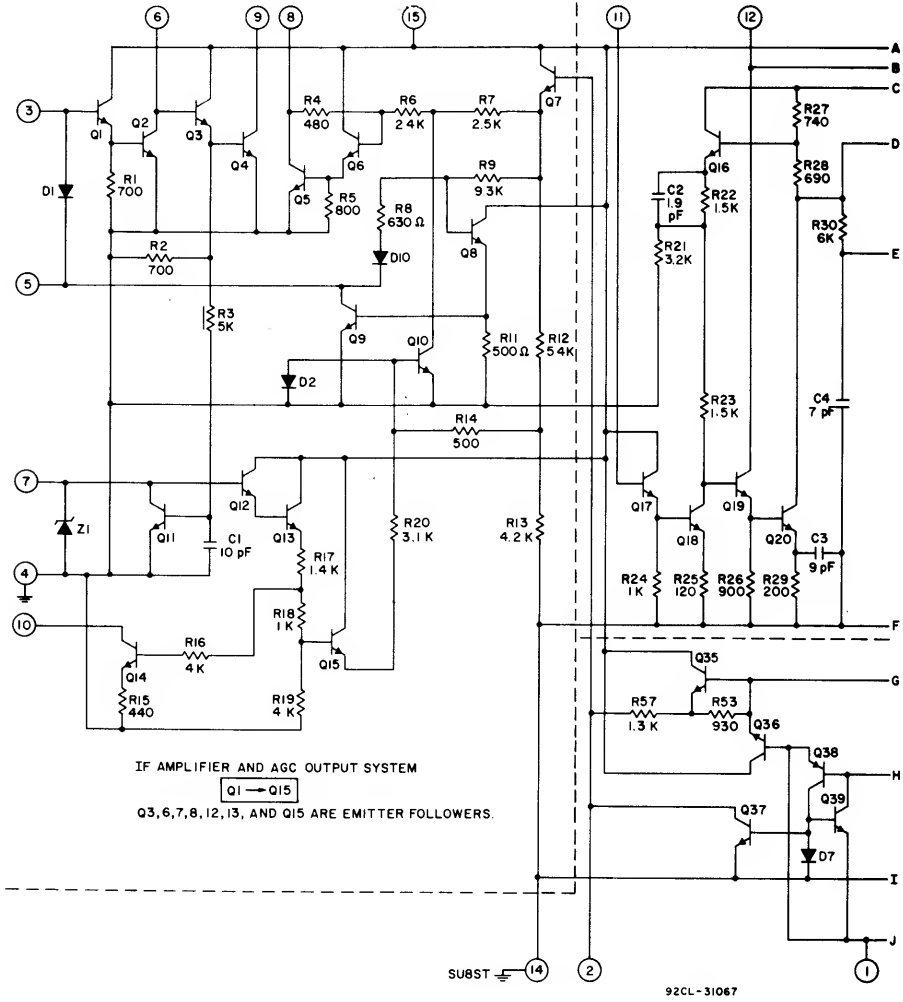 6 9 8 15 11 12
A
B
C
3
Q1
Q2
Q3
Q4
R4
480
R6
2 4K
R7
2.5K
Q7
Q6
Q5
R5
800
R9
9 3K
R8
630 Ω
D10
Q8
D1
R1
700
R2
700
Q16
R27
740
D
R28
690
C2
1.9
pF
R22
1.5K
R21
3.2K
R30
6K
E
5
R3
5K
Q9
Q10
R11
500 Ω
R12
5 4K
D2
R14
500
R23
1.5K
C4
7 pF
7
Q12
Q13
Q11
Z1
C1
10 pF
R17
1.4 K
R20
3.1 K
R13
4.2 K
Q17
Q18
Q19
Q20
C3
9 pF
R24
1 K
R25
120
R26
900
R29
200
4
F
10
R16
4K
R18
1 K
Q15
Q14
R15
440
R19
4 K
Q35
G
R57
1.3 K
R53
930
Q36
Q38
H
Q39
Q37
D7
I
J
IF AMPLIFIER AND AGC OUTPUT SYSTEM
Q1 → Q15
Q3,6,7,8,12,13, AND Q15 ARE EMITTER FOLLOWERS.
SUBST 14 2 1
92CL-31067